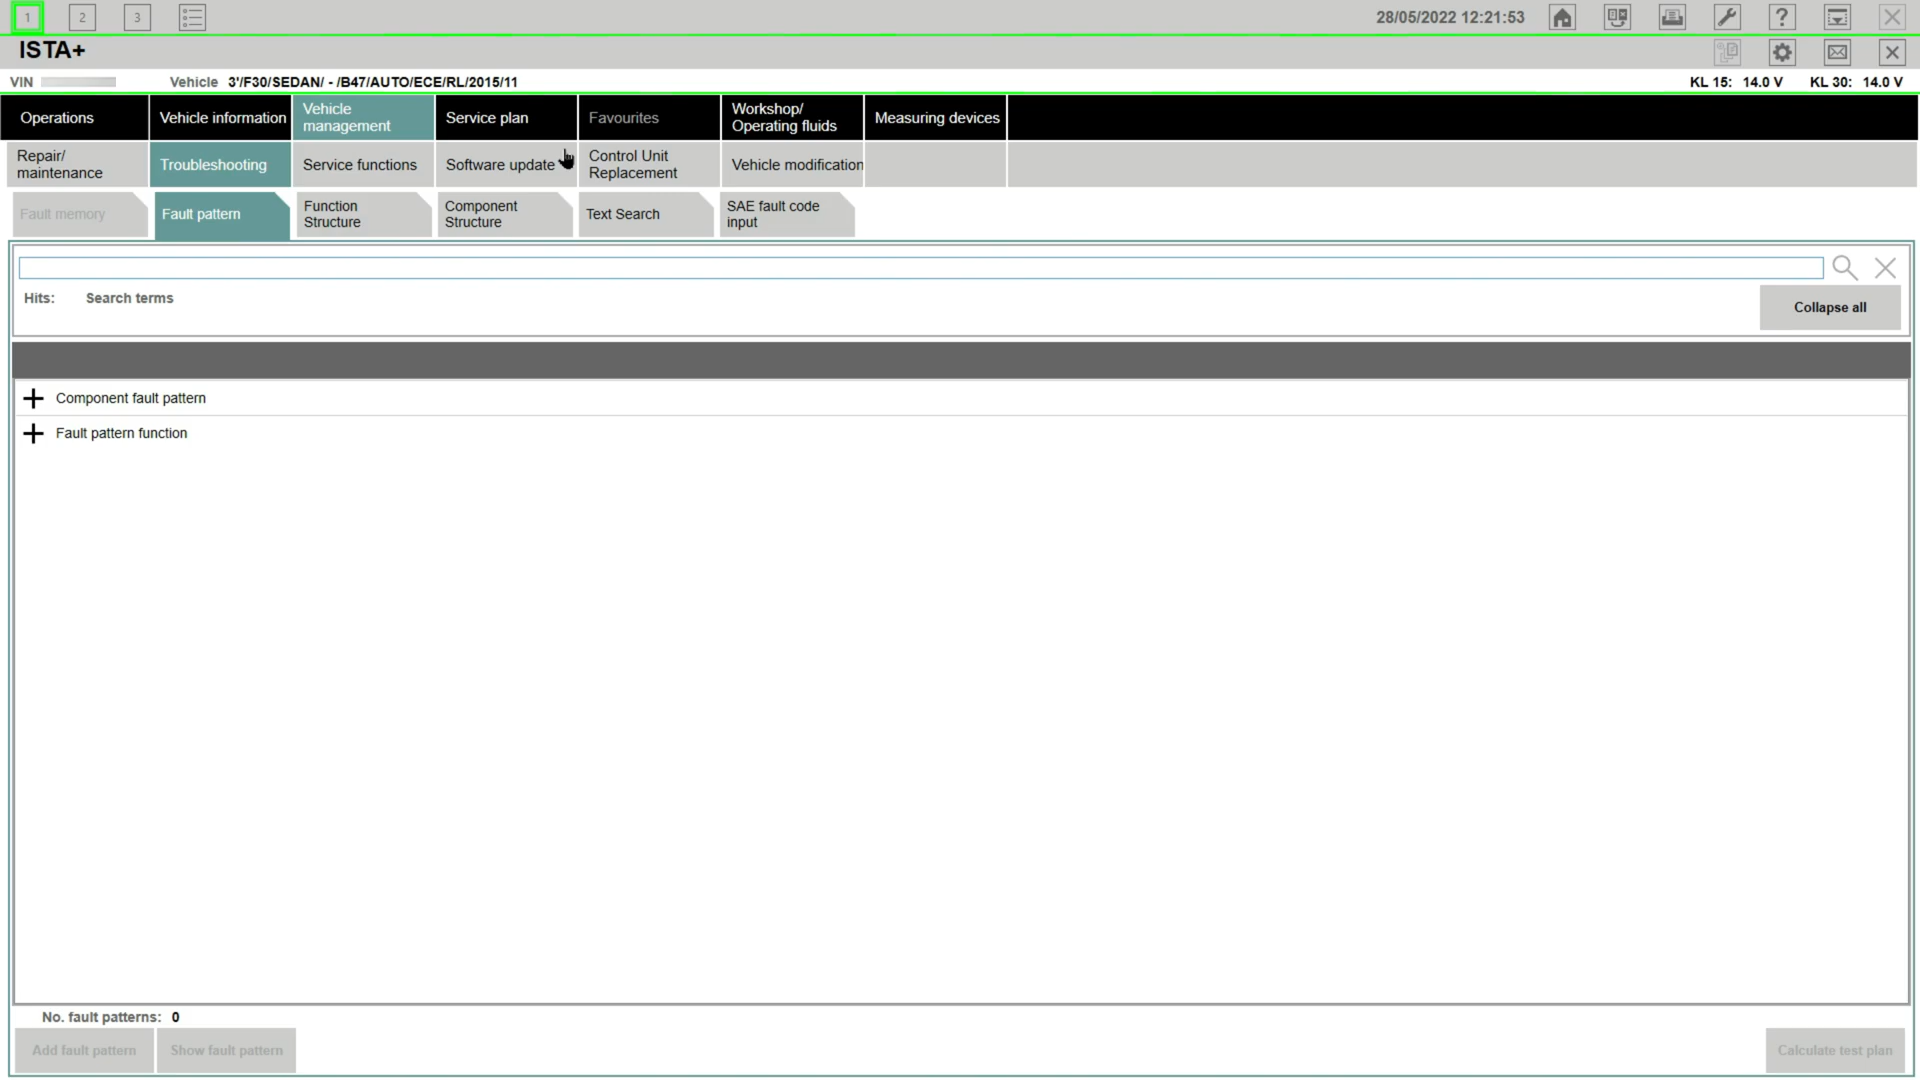 1 2 3 28/05/2022 12:21:53 ?
ISTA+
VIN Vehicle 3'/F30/SEDAN/ - /B47/AUTO/ECE/RL/2015/11 KL 15: 14.0 V KL 30: 14.0 V
Operations Vehicle information Vehicle management Service plan Favourites Workshop/ Operating fluids Measuring devices
Repair/ maintenance Troubleshooting Service functions Software update Control Unit Replacement Vehicle modification
Fault memory Fault pattern Function Structure Component Structure Text Search SAE fault code input
Hits: Search terms
Collapse all
Component fault pattern
Fault pattern function
No. fault patterns: 0
Add fault pattern Show fault pattern Calculate test plan